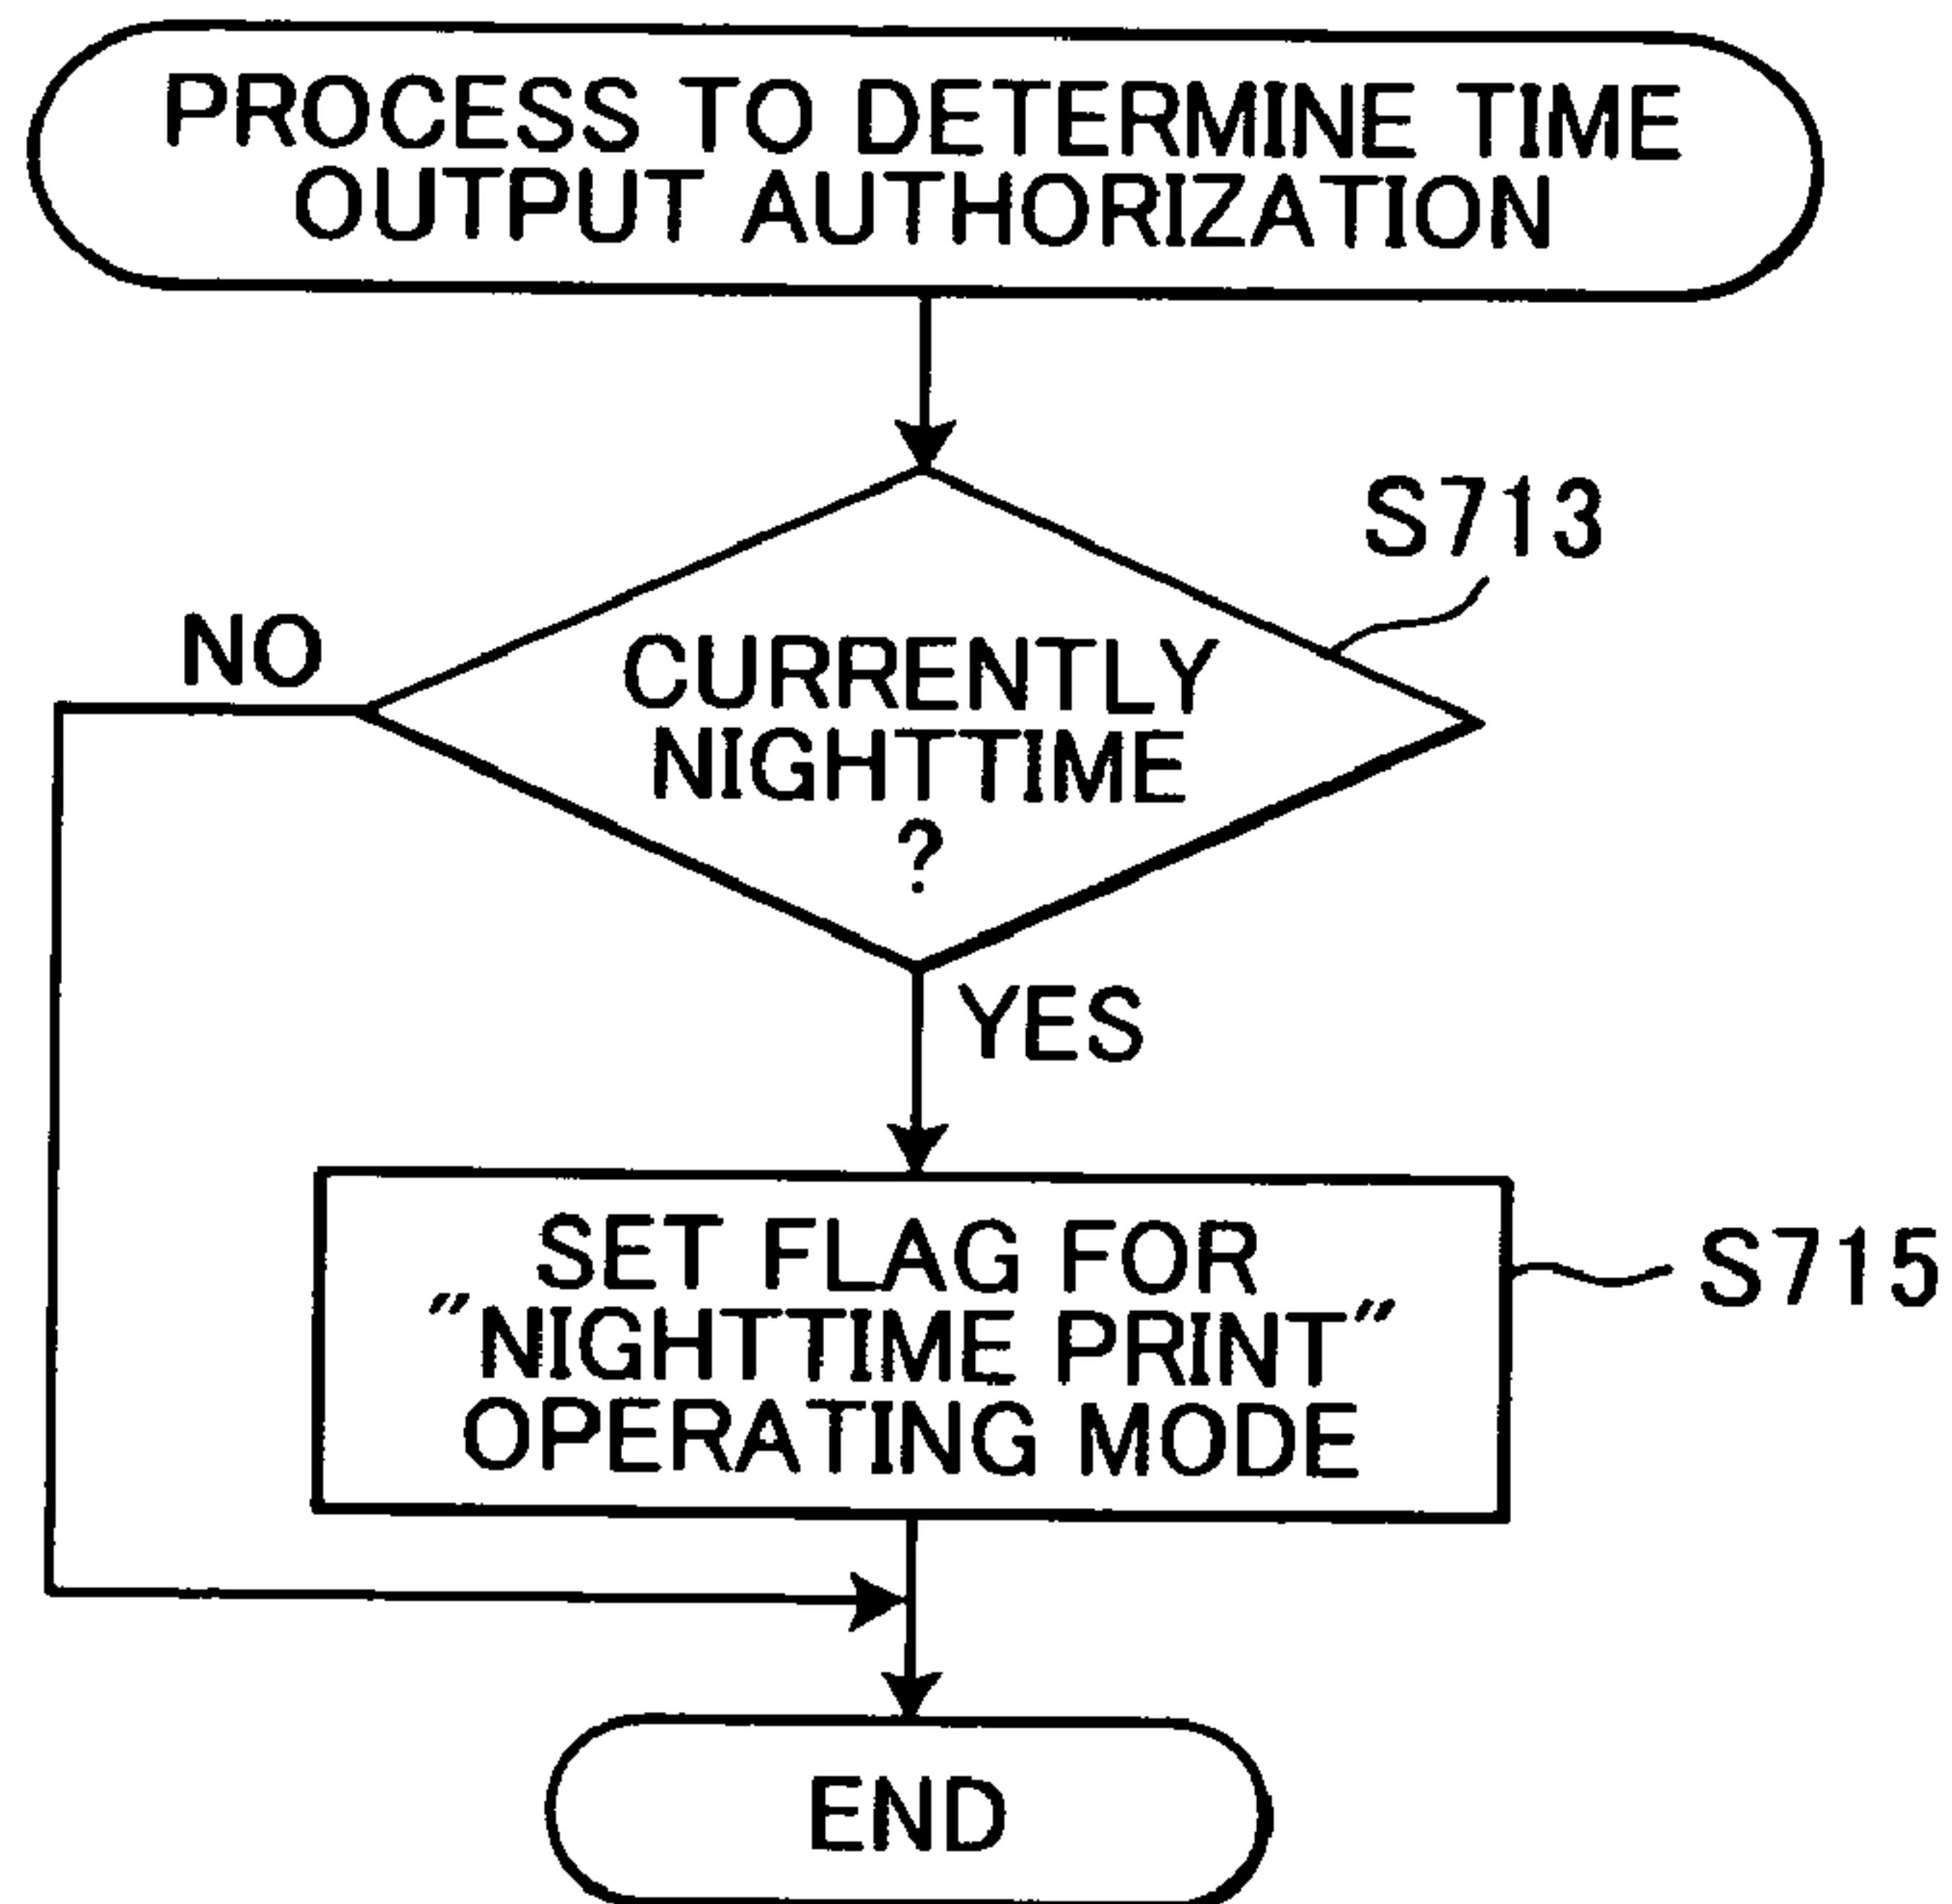 PROCESS TO DETERMINE TIME
OUTPUT AUTHORIZATION
S713
NO
CURRENTLY
NIGHTTIME
?
YES
SET FLAG FOR
"NIGHTTIME PRINT"
OPERATING MODE
S715
END